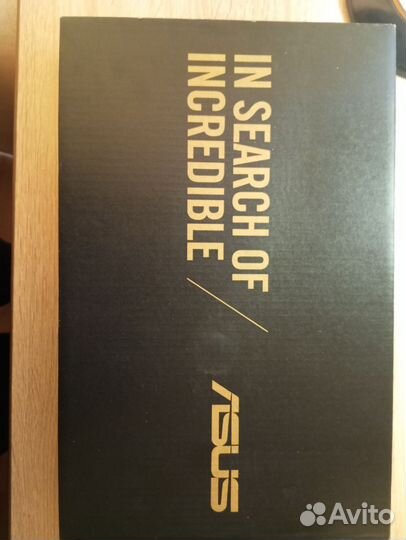 IN SEARCH OF
INCREDIBLE /
ASUS
Avito